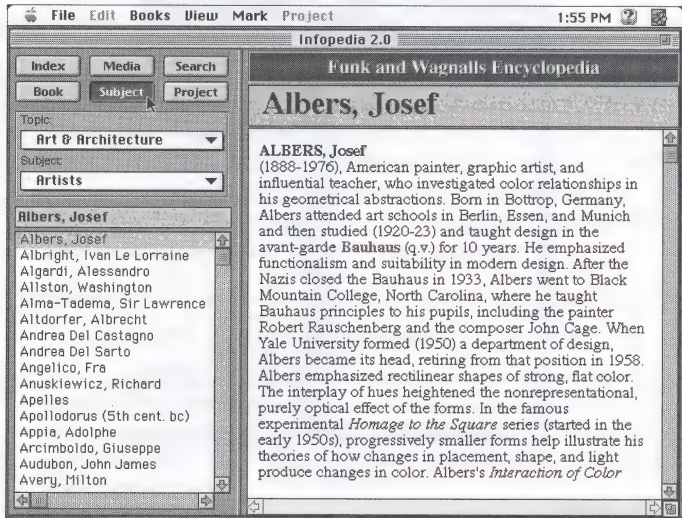 File Edit Books View Mark Project 1:55 PM
Infopedia 2.0
Index Media Search
Book Subject Project
Topic:
Art & Architecture
Subject:
Artists
Albers, Josef
Albers, Josef
Albright, Ivan Le Lorraine
Algardi, Alessandro
Allston, Washington
Alma-Tadema, Sir Lawrence
Altdorfer, Albrecht
Andrea Del Castagno
Andrea Del Sarto
Angelico, Fra
Anuskiewicz, Richard
Apelles
Apollodorus (5th cent. bc)
Appia, Adolphe
Arcimboldo, Giuseppe
Audubon, John James
Avery, Milton
Funk and Wagnalls Encyclopedia
Albers, Josef
ALBERS, Josef
(1888-1976), American painter, graphic artist, and
influential teacher, who investigated color relationships in
his geometrical abstractions. Born in Bottrop, Germany,
Albers attended art schools in Berlin, Essen, and Munich
and then studied (1920-23) and taught design in the
avant-garde Bauhaus (q.v.) for 10 years. He emphasized
functionalism and suitability in modern design. After the
Nazis closed the Bauhaus in 1933, Albers went to Black
Mountain College, North Carolina, where he taught
Bauhaus principles to his pupils, including the painter
Robert Rauschenberg and the composer John Cage. When
Yale University formed (1950) a department of design,
Albers became its head, retiring from that position in 1958.
Albers emphasized rectilinear shapes of strong, flat color.
The interplay of hues heightened the nonrepresentational,
purely optical effect of the forms. In the famous
experimental Homage to the Square series (started in the
early 1950s), progressively smaller forms help illustrate his
theories of how changes in placement, shape, and light
produce changes in color. Albers's Interaction of Color